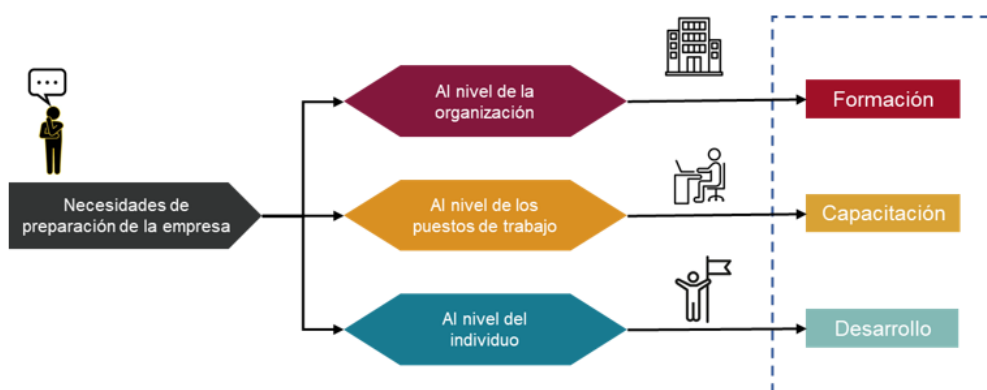 Necesidades de
preparación de la empresa
Al nivel de la
organización
Formación
Al nivel de los
puestos de trabajo
Capacitación
Al nivel del
individuo
Desarrollo